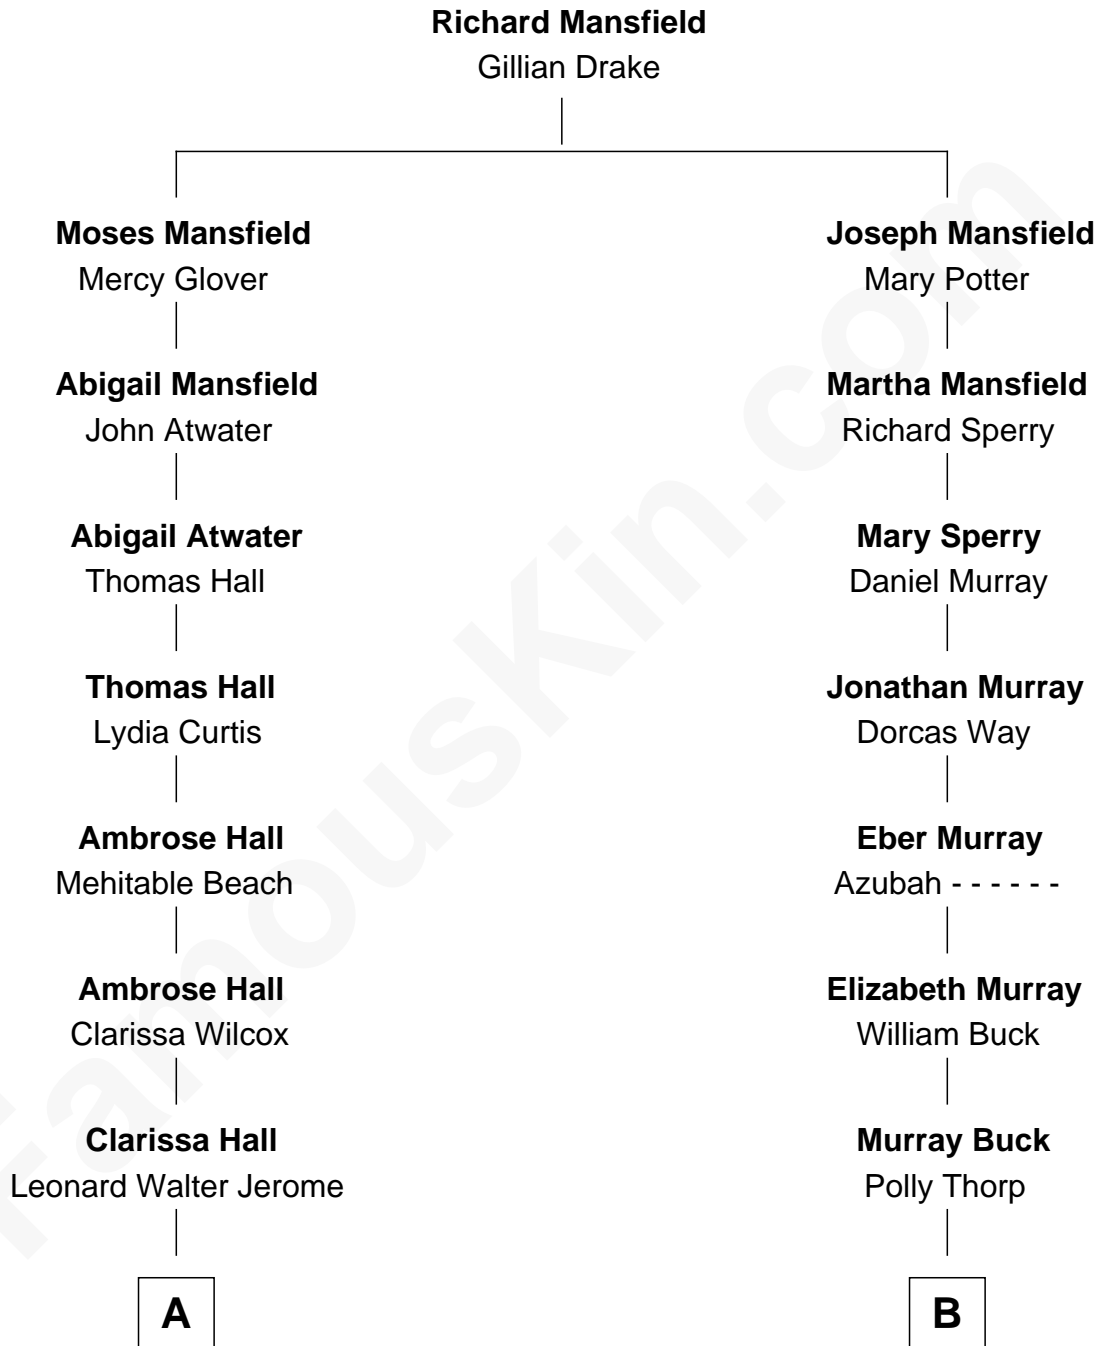 Richard Mansfield
Gillian Drake
Moses Mansfield
Mercy Glover
Joseph Mansfield
Mary Potter
Abigail Mansfield
John Atwater
Martha Mansfield
Richard Sperry
Abigail Atwater
Thomas Hall
Mary Sperry
Daniel Murray
Thomas Hall
Lydia Curtis
Jonathan Murray
Dorcas Way
Ambrose Hall
Mehitable Beach
Eber Murray
Azubah - - - - - -
Ambrose Hall
Clarissa Wilcox
Elizabeth Murray
William Buck
Clarissa Hall
Leonard Walter Jerome
Murray Buck
Polly Thorp
A
B
FamousKin.com